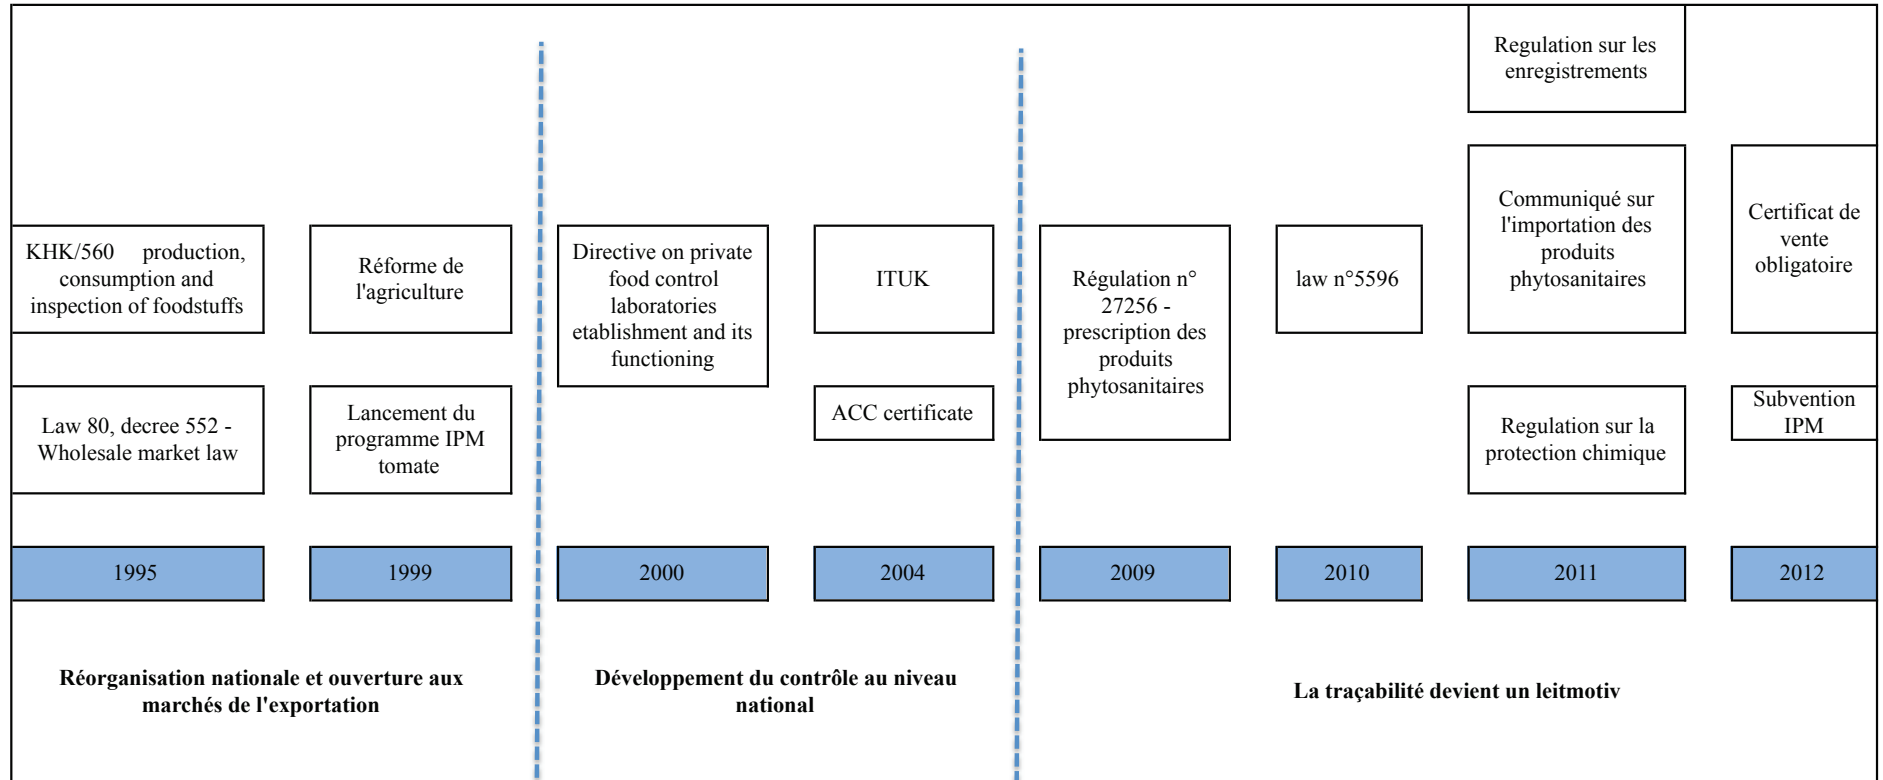 Regulation sur les
enregistrements
KHK/560 production,
consumption and
inspection of foodstuffs
Réforme de
l'agriculture
Directive on private
food control
laboratories
etablishment and its
functioning
ITUK
Régulation n°
27256 -
prescription des
produits
phytosanitaires
law n°5596
Communiqué sur
l'importation des
produits
phytosanitaires
Certificat de
vente
obligatoire
Law 80, decree 552 -
Wholesale market law
Lancement du
programme IPM
tomate
ACC certificate
Regulation sur la
protection chimique
Subvention
IPM
1995
1999
2000
2004
2009
2010
2011
2012
Réorganisation nationale et ouverture aux
marchés de l'exportation
Développement du contrôle au niveau
national
La traçabilité devient un leitmotiv